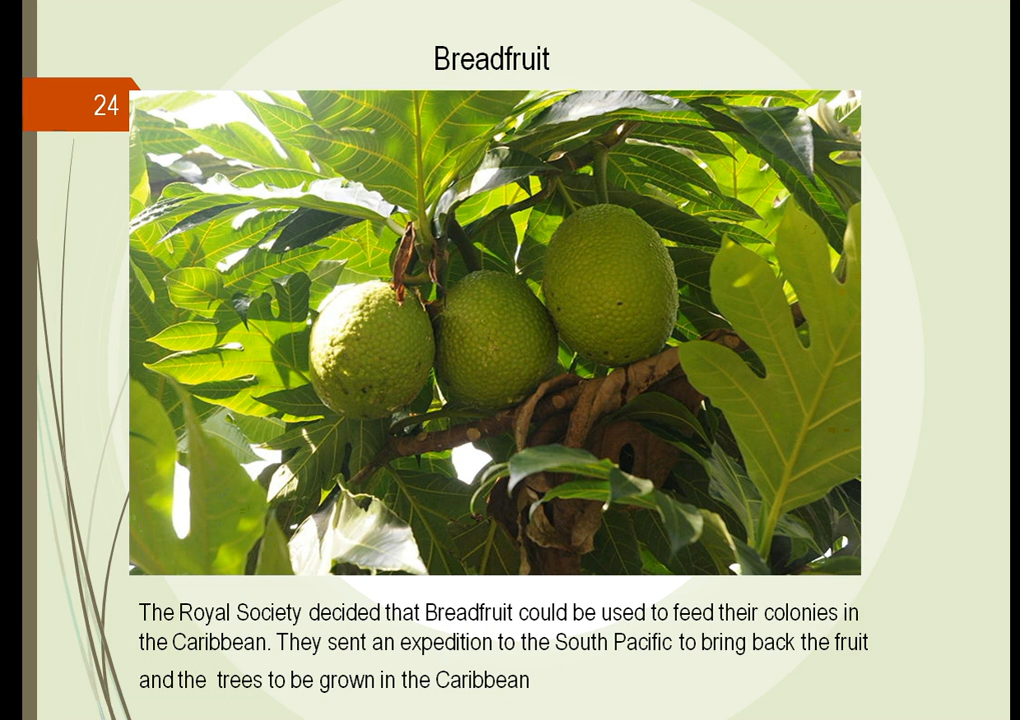 Breadfruit
24
The Royal Society decided that Breadfruit could be used to feed their colonies in
the Caribbean. They sent an expedition to the South Pacific to bring back the fruit
and the trees to be grown in the Caribbean